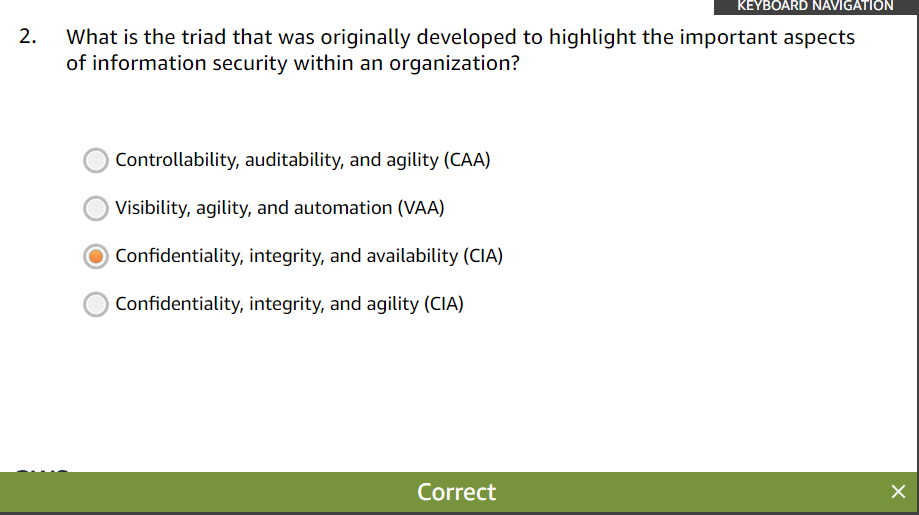 KEYBOARD NAVIGATION
2. What is the triad that was originally developed to highlight the important aspects
of information security within an organization?
Controllability, auditability, and agility (CAA)
Visibility, agility, and automation (VAA)
Confidentiality, integrity, and availability (CIA)
Confidentiality, integrity, and agility (CIA)
Correct